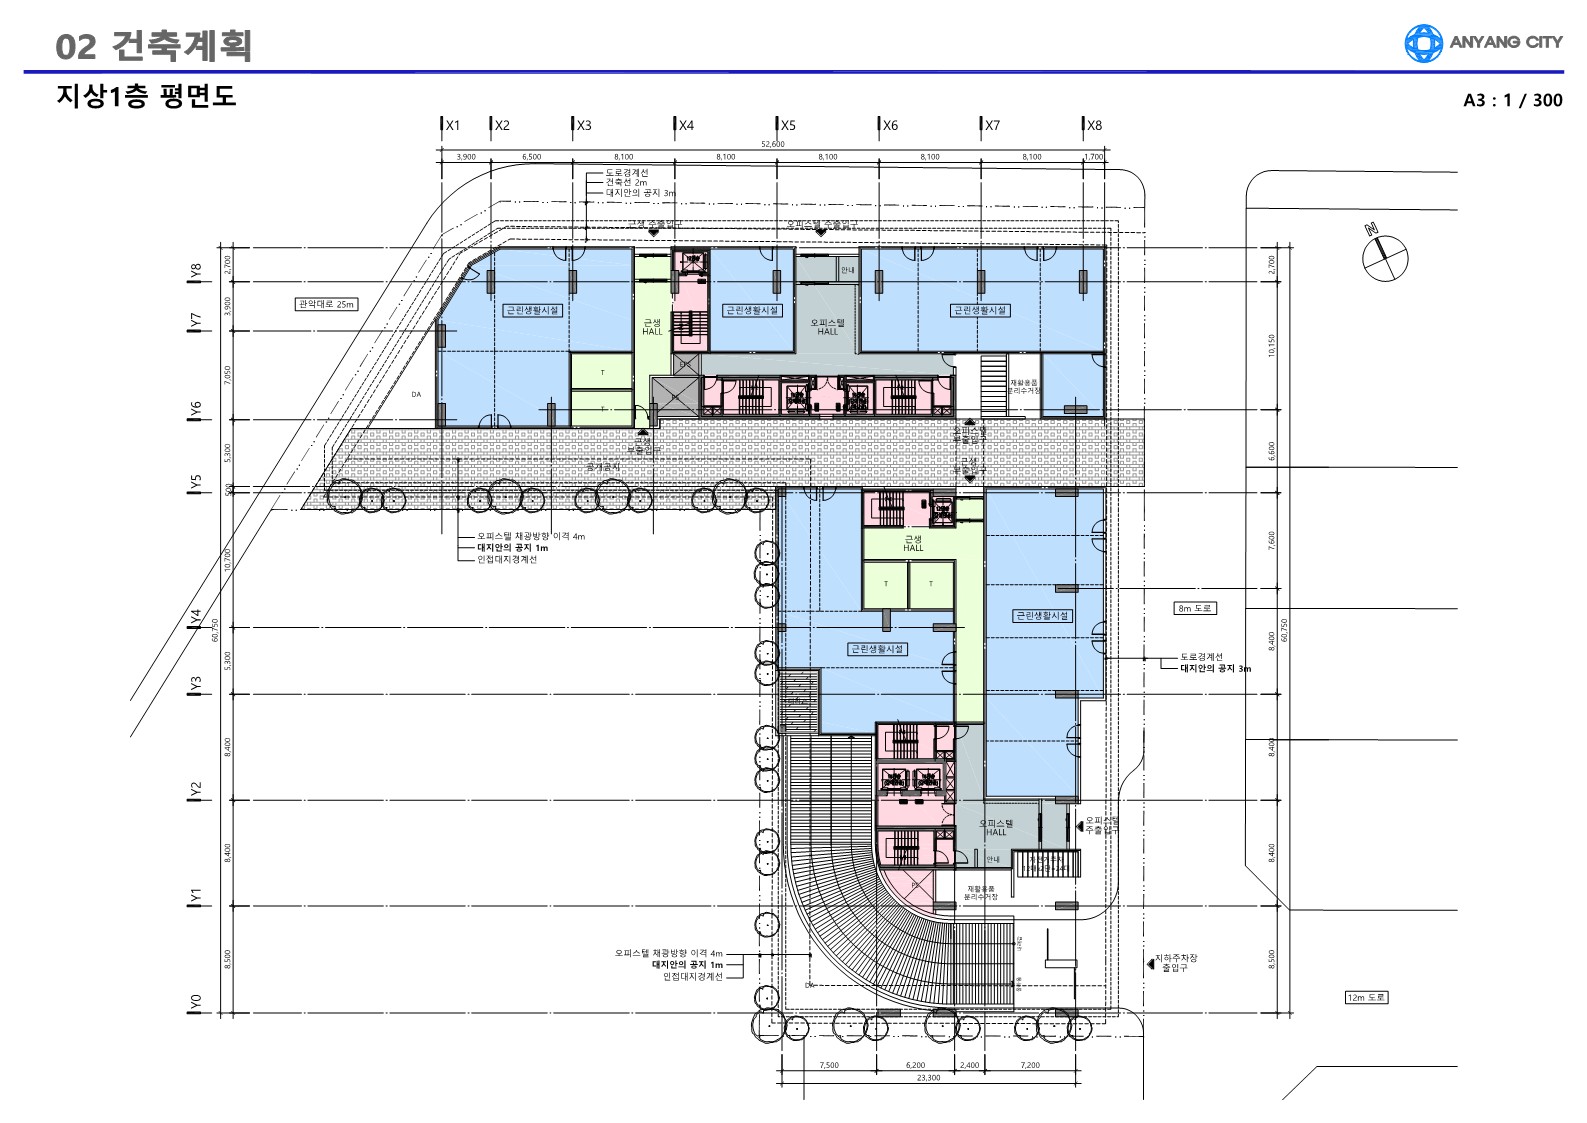 02 건축계획
ANYANG CITY
지상1층 평면도
A3 : 1 / 300
X1 X2 X3 X4 X5 X6 X7 X8
52,600
3,900 6,500 8,100 8,100 8,100 8,100 8,100 1,700
도로경계선
건축선 2m
대지안의 공지 3m
근생 주출입구
오피스텔 주출입구
N
Y8
Y7
Y6
Y5
Y4
Y3
Y2
Y1
Y0
2,700
3,900
7,050
5,300
500
10,700
5,300
8,400
8,400
8,500
60,750
관악대로 25m
근린생활시설
근생
HALL
근린생활시설
오피스텔
HALL
안내
근린생활시설
T
T
DA
PS
재활용품
분리수거장
근생
부출입구
오피스텔
부출입구
공개공지
근생
부출입구
오피스텔 채광방향 이격 4m
대지안의 공지 1m
인접대지경계선
근생
HALL
T
T
근린생활시설
근린생활시설
8m 도로
도로경계선
대지안의 공지 3m
오피스텔
HALL
안내
오피스텔
주출입구
PS
재활용품
분리수거장
지하주차장
출입구
12m 도로
오피스텔 채광방향 이격 4m
대지안의 공지 1m
인접대지경계선
DA
2,700
10,150
6,600
7,600
8,400
8,400
8,400
8,500
60,750
7,500 6,200 2,400 7,200
23,300